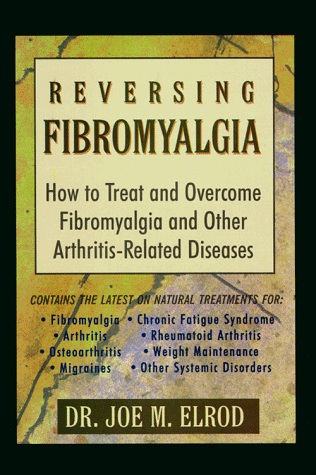 REVERSING
FIBROMYALGIA
How to Treat and Overcome
Fibromyalgia and Other
Arthritis-Related Diseases
CONTAINS THE LATEST ON NATURAL TREATMENTS FOR:
• Fibromyalgia • Chronic Fatigue Syndrome
• Arthritis • Rheumatoid Arthritis
• Osteoarthritis • Weight Maintenance
• Migraines • Other Systemic Disorders
DR. JOE M. ELROD